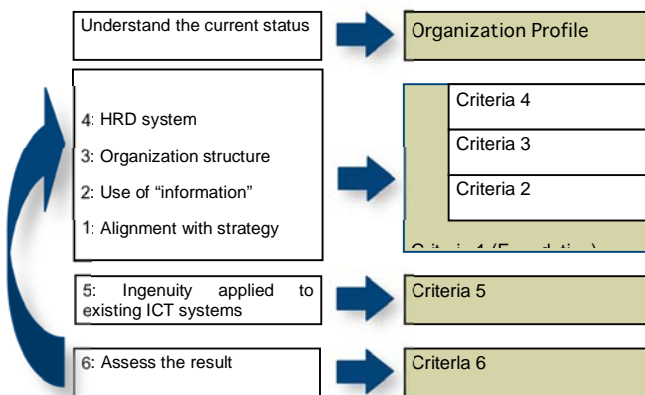 Understand the current status
Organization Profile
4: HRD system
3: Organization structure
2: Use of “information”
1: Alignment with strategy
Criteria 4
Criteria 3
Criteria 2
5: Ingenuity applied to
existing ICT systems
Criteria 5
6: Assess the result
Criteria 6